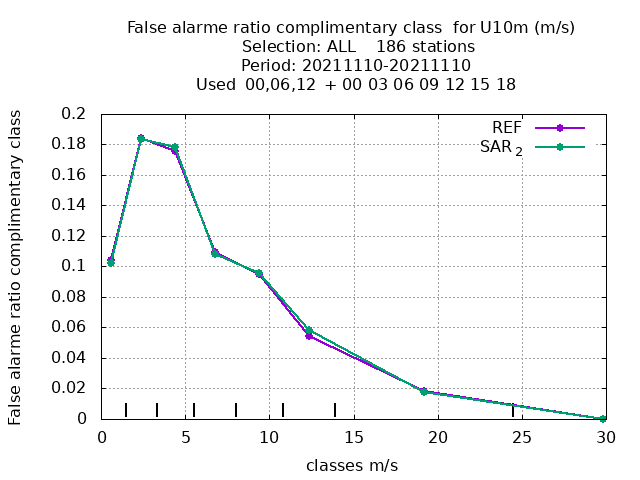 False alarme ratio complimentary class  for U10m (m/s)
Selection: ALL    186 stations
Period: 20211110-20211110
Used  00,06,12  + 00 03 06 09 12 15 18
REF
SAR 2
False alarme ratio complimentary class
0.2
0.18
0.16
0.14
0.12
0.1
0.08
0.06
0.04
0.02
0
0 5 10 15 20 25 30
classes m/s